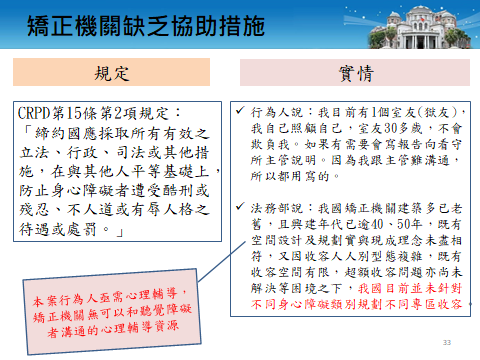 矯正機關缺乏協助措施
規定
CRPD第15條第2項規定：
「締約國應採取所有有效之
立法、行政、司法或其他措
施，在與其他人平等基礎上，
防止身心障礙者遭受酷刑或
殘忍、不人道或有辱人格之
待遇或處罰。」
本案行為人亟需心理輔導，
矯正機關無可以和聽覺障礙
者溝通的心理輔導資源
實情
✓ 行為人說：我目前有1個室友(獄友)，
我自己照顧自己，室友30多歲，不會
欺負我。如果有需要會寫報告向看守
所主管說明。因為我跟主管難溝通，
所以都用寫的。
✓ 法務部說：我國矯正機關建築多已老
舊，且興建年代已逾40、50年，既有
空間設計及規劃實與現成理念未盡相
符，又因收容人人別型態複雜，既有
收容空間有限，超額收容問題亦尚未
解決等困境之下，我國目前並未針對
不同身心障礙類別規劃不同專區收容。
33